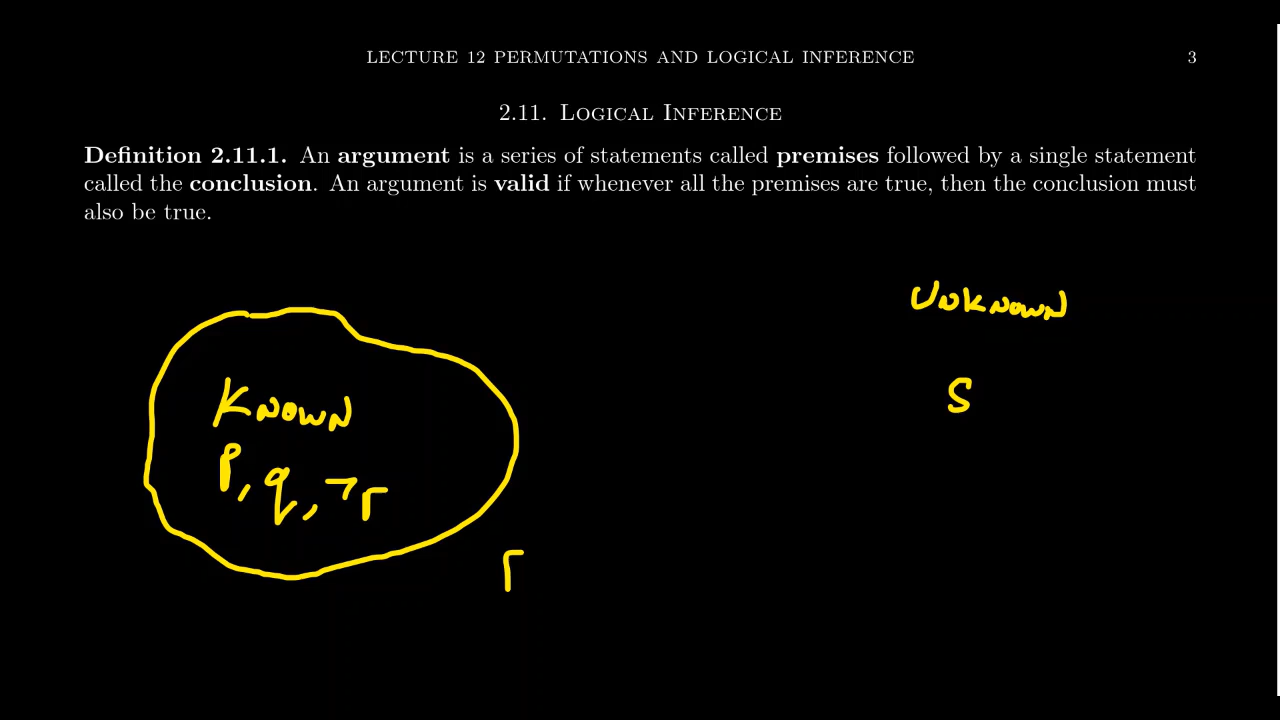 LECTURE 12 PERMUTATIONS AND LOGICAL INFERENCE 3
2.11. LOGICAL INFERENCE
Definition 2.11.1. An argument is a series of statements called premises followed by a single statement
called the conclusion. An argument is valid if whenever all the premises are true, then the conclusion must
also be true.
Unknown
S
Known
P, q, ¬r
r